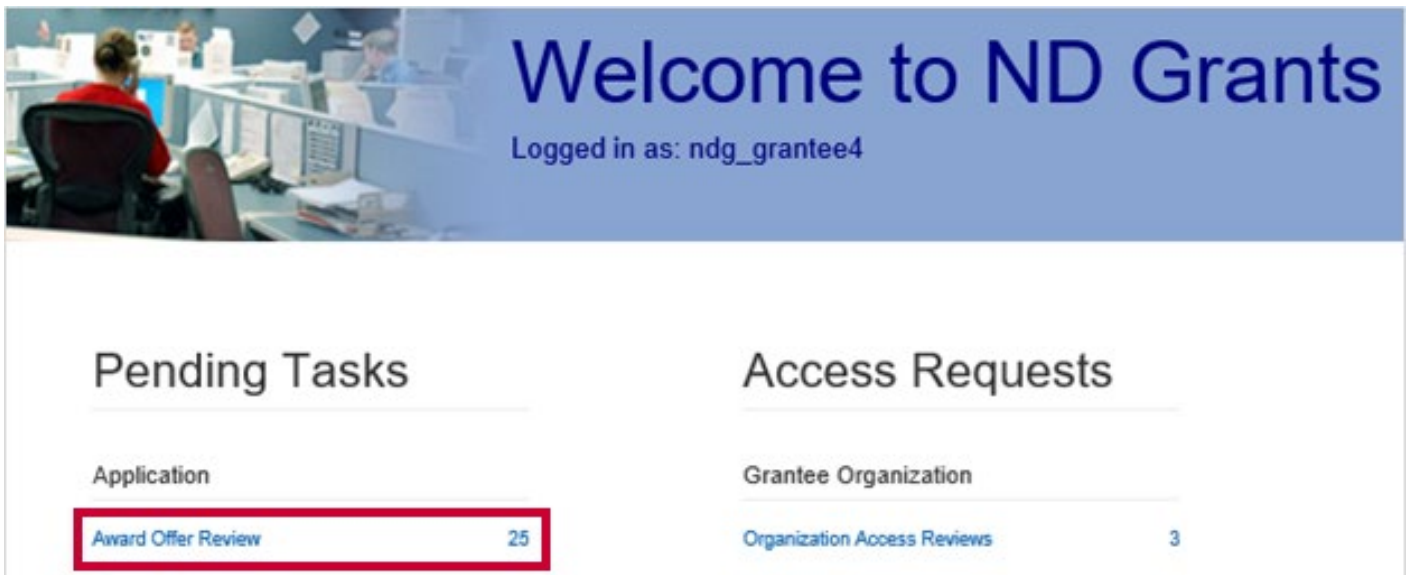 Welcome to ND Grants
Logged in as: ndg_grantee4
Pending Tasks
Access Requests
Application
Grantee Organization
Award Offer Review 25
Organization Access Reviews 3